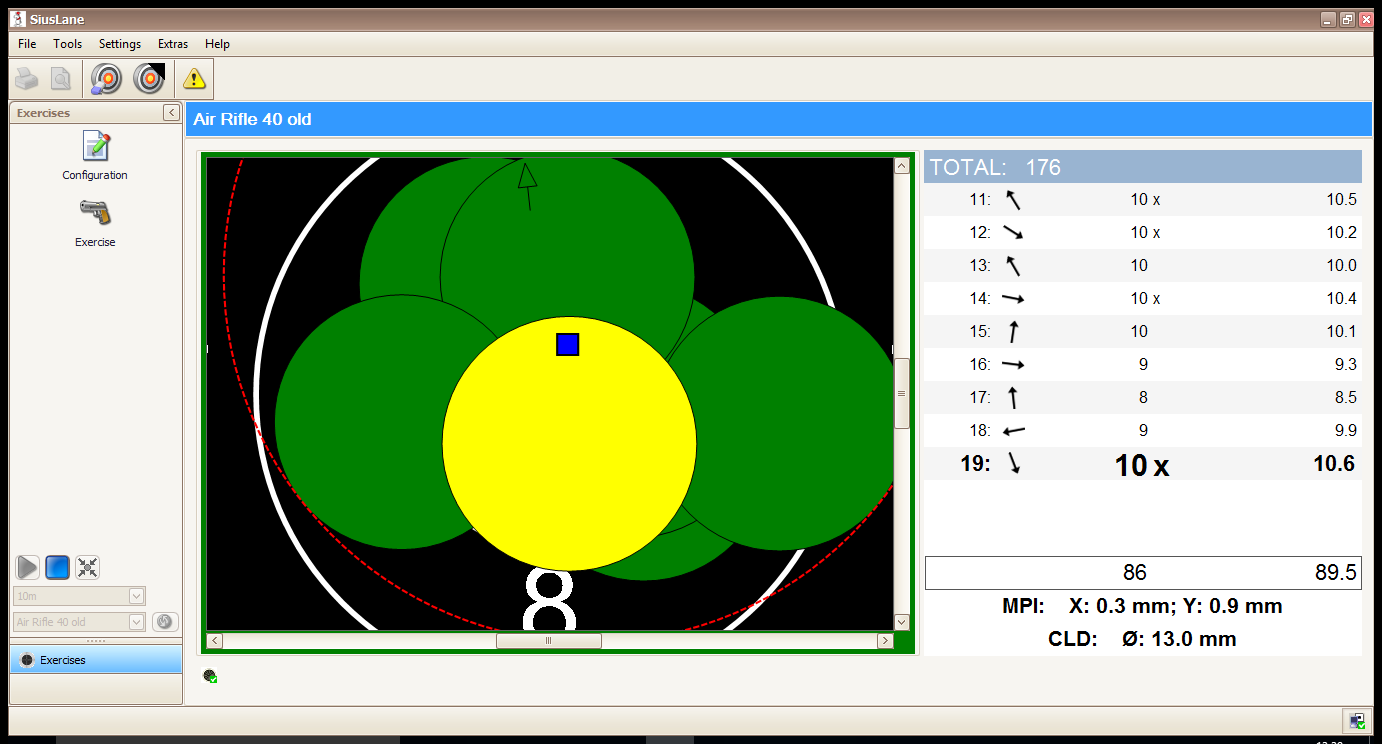 SiusLane
File Tools Settings Extras Help
Exercises
Configuration
Exercise
10m
Air Rifle 40 old
Exercises
Air Rifle 40 old
8
TOTAL: 176
11: 10 x 10.5
12: 10 x 10.2
13: 10 10.0
14: 10 x 10.4
15: 10 10.1
16: 9 9.3
17: 8 8.5
18: 9 9.9
19: 10 x 10.6
86 89.5
MPI: X: 0.3 mm; Y: 0.9 mm
CLD: Ø: 13.0 mm